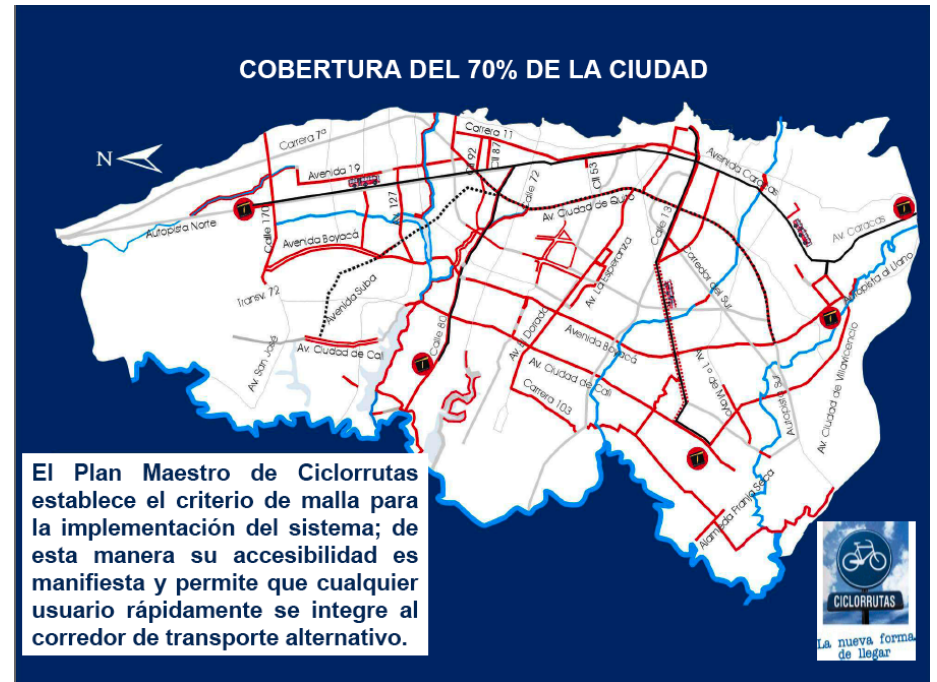 COBERTURA DEL 70% DE LA CIUDAD
Carrera 7ª
Carrera 11
N
Avenida 19
Cll 92
Cll 87
Calle 72
Cll 53
Avenida Caracas
Av. 127
Av. Ciudad de Quito
Calle 13
Calle 170
Autopista Norte
Avenida Boyacá
Av. Caracas
Autopista al Llano
Transv. 72
Avenida Suba
Av. La Esperanza
Corredor del Sur
Av. Ciudad de Cali
Calle 80
Av. El Dorado
Avenida Boyacá
Av. San José
Av. Ciudad de Cali
Carrera 103
Av. 1º de Mayo
Autopista Sur
Av. Ciudad de Villavicencio
Alameda Franja Seca
El Plan Maestro de Ciclorrutas
establece el criterio de malla para
la implementación del sistema; de
esta manera su accesibilidad es
manifiesta y permite que cualquier
usuario rápidamente se integre al
corredor de transporte alternativo.
CICLORRUTAS
La nueva forma
de llegar